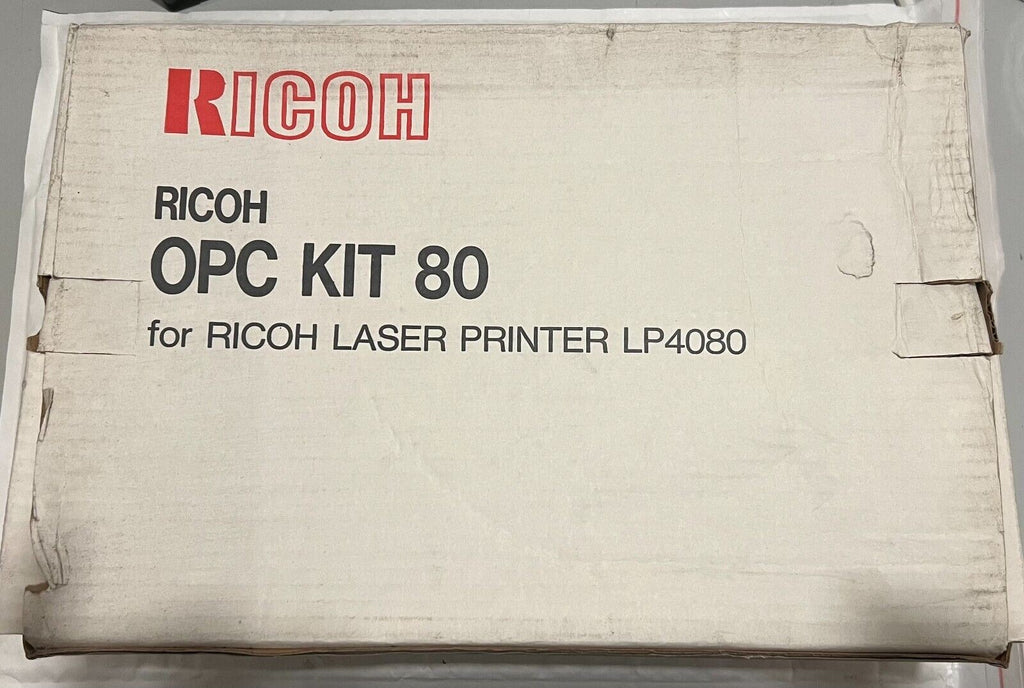 RICOH
RICOH
OPC KIT 80
for RICOH LASER PRINTER LP4080